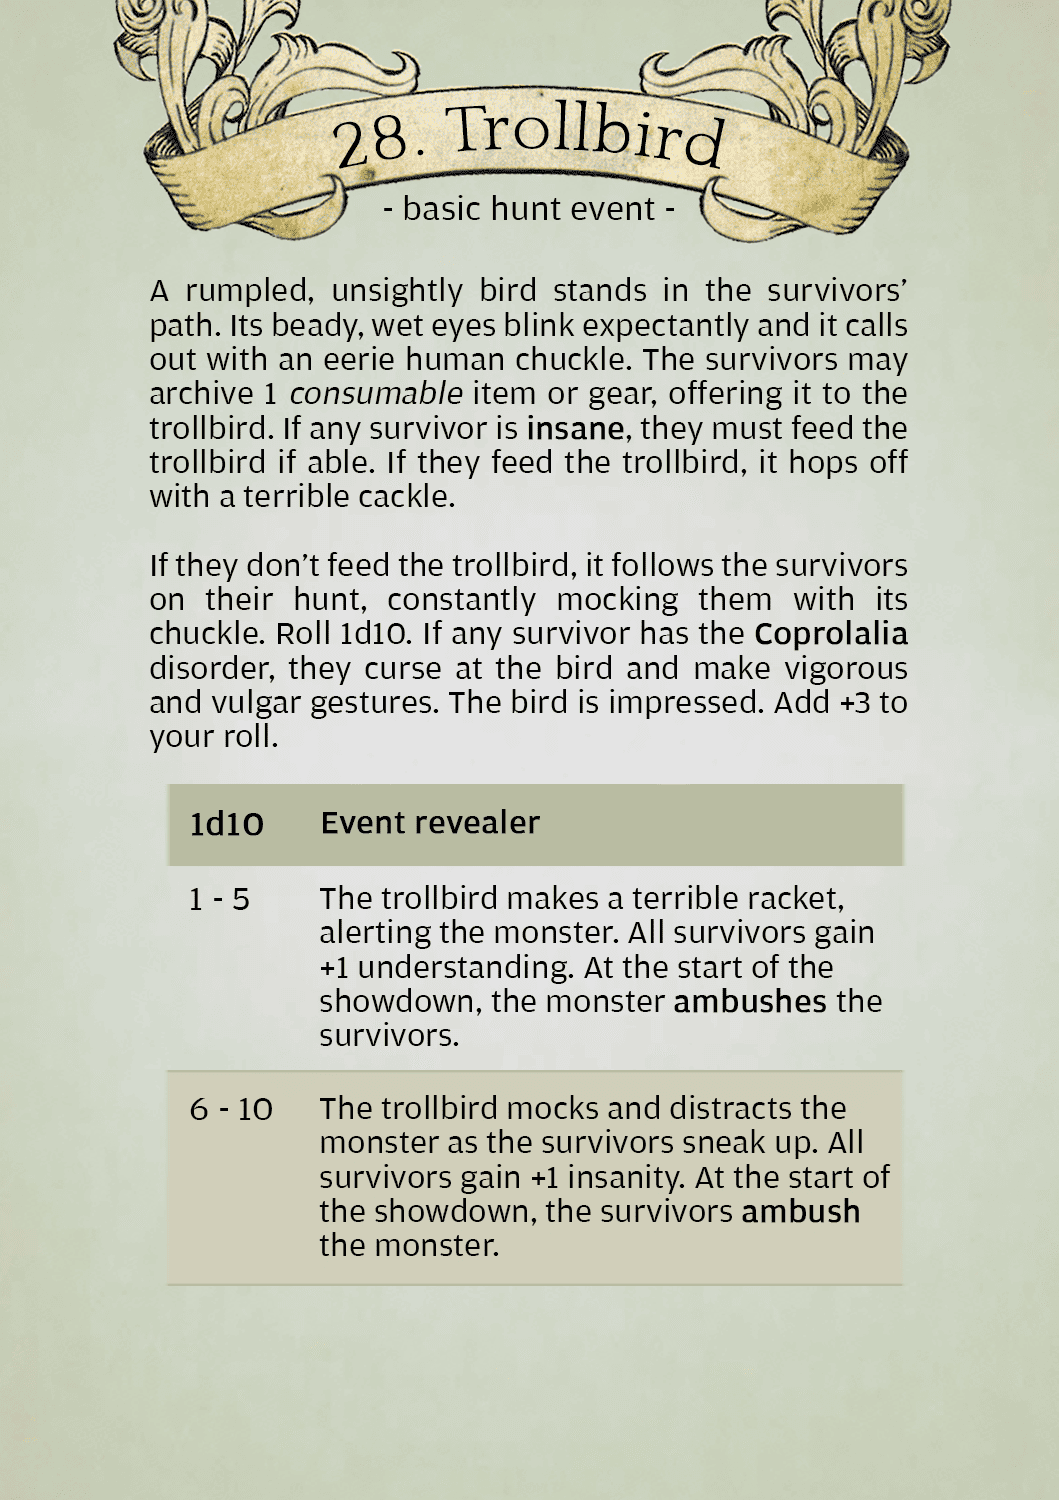 28. Trollbird
- basic hunt event -
A rumpled, unsightly bird stands in the survivors’
path. Its beady, wet eyes blink expectantly and it calls
out with an eerie human chuckle. The survivors may
archive 1 consumable item or gear, offering it to the
trollbird. If any survivor is insane, they must feed the
trollbird if able. If they feed the trollbird, it hops off
with a terrible cackle.
If they don’t feed the trollbird, it follows the survivors
on their hunt, constantly mocking them with its
chuckle. Roll 1d10. If any survivor has the Coprolalia
disorder, they curse at the bird and make vigorous
and vulgar gestures. The bird is impressed. Add +3 to
your roll.
1d10 Event revealer
1 - 5 The trollbird makes a terrible racket,
alerting the monster. All survivors gain
+1 understanding. At the start of the
showdown, the monster ambushes the
survivors.
6 - 10 The trollbird mocks and distracts the
monster as the survivors sneak up. All
survivors gain +1 insanity. At the start of
the showdown, the survivors ambush
the monster.